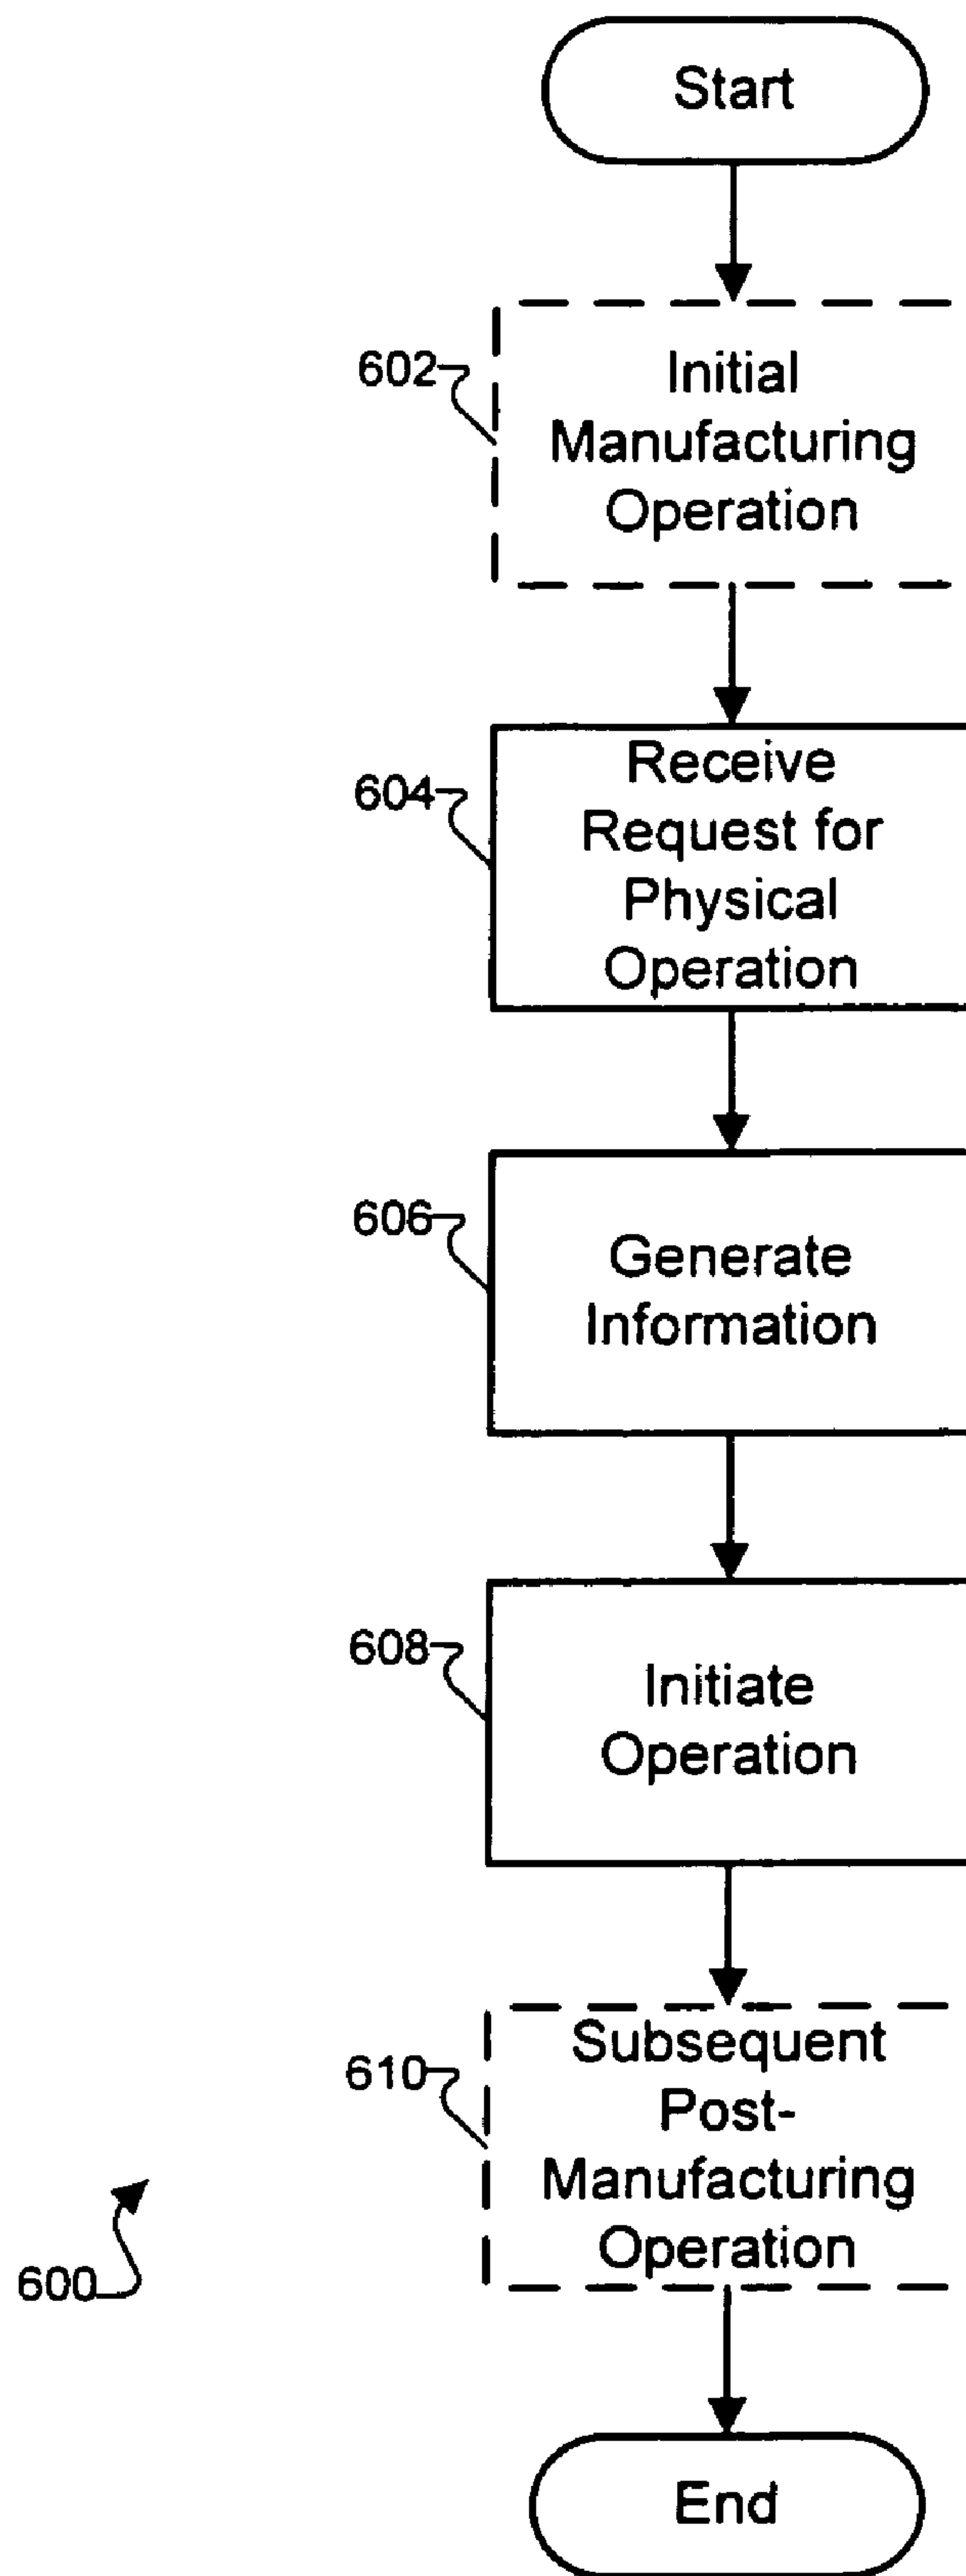 Start
602
Initial
Manufacturing
Operation
604
Receive
Request for
Physical
Operation
606
Generate
Information
608
Initiate
Operation
610
Subsequent
Post-
Manufacturing
Operation
600
End